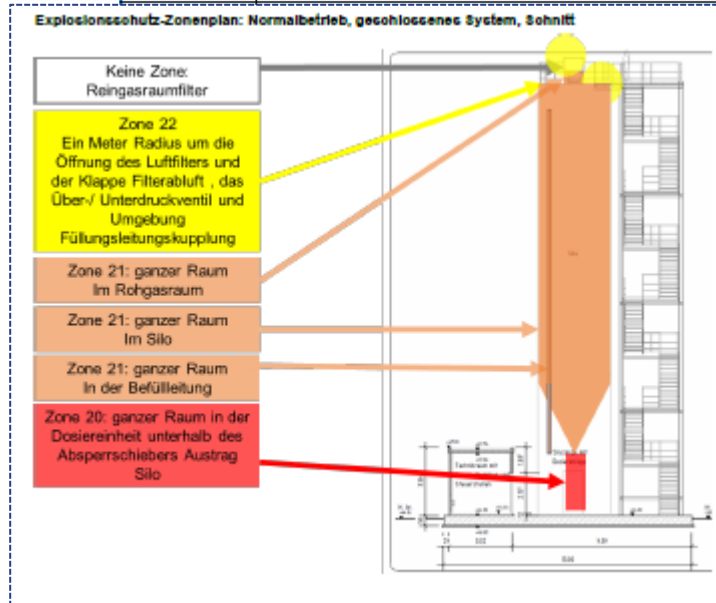 Explosionsschutz-Zonenplan: Normalbetrieb, geschlossenes System, Schnitt
Keine Zone:
Reingasraumfilter
Zone 22
Ein Meter Radius um die
Öffnung des Luftfilters und
der Klappe Filterabluft , das
Über-/ Unterdruckventil und
Umgebung
Füllungsleitungskupplung
Zone 21: ganzer Raum
Im Rohgasraum
Zone 21: ganzer Raum
Im Silo
Zone 21: ganzer Raum
In der Befüllleitung
Zone 20: ganzer Raum in der
Dosiereinheit unterhalb des
Absperrschiebers Austrag
Silo